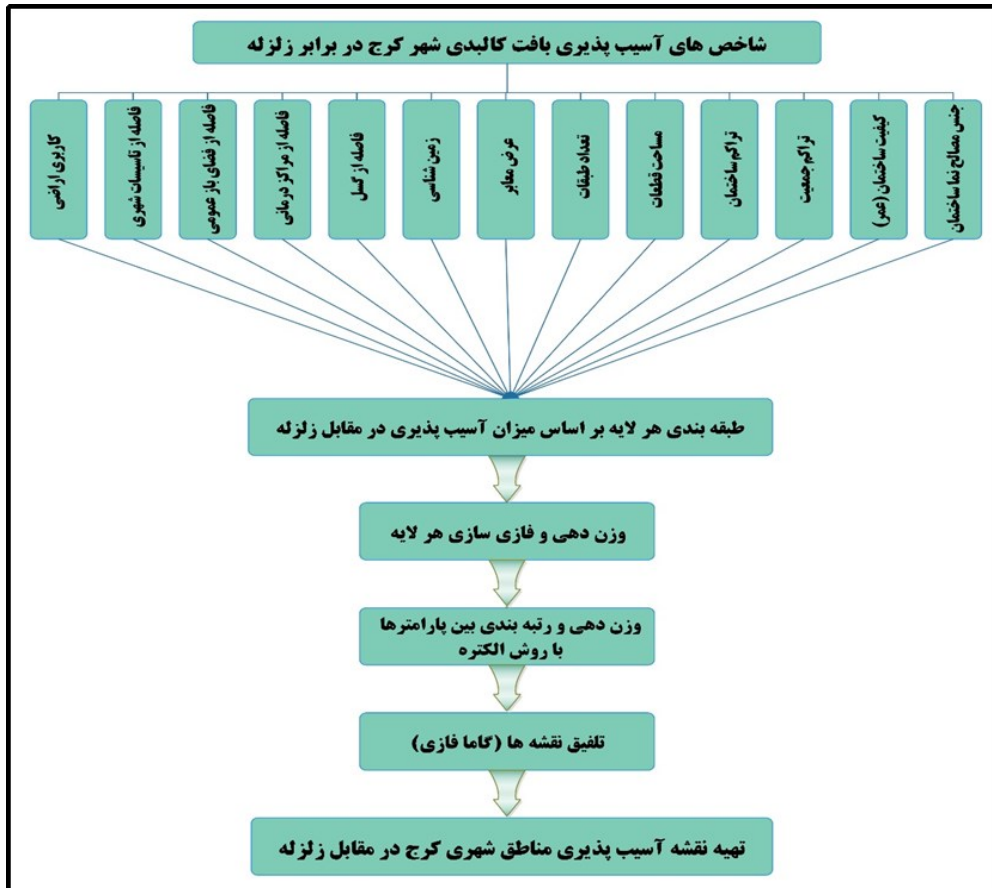 شاخص های آسیب پذیری بافت کالبدی شهر کرج در برابر زلزله
جنس مصالح نما ساختمان
کیفیت ساختمان (عمر)
تراکم جمعیت
تراکم ساختمان
مساحت قطعات
تعداد طبقات
عرض معابر
زمین شناسی
فاصله از گسل
فاصله از مراکز درمانی
فاصله از فضای باز عمومی
فاصله از تاسیسات شهری
کاربری اراضی
طبقه بندی هر لایه بر اساس میزان آسیب پذیری در مقابل زلزله
وزن دهی و فازی سازی هر لایه
وزن دهی و رتبه بندی بین پارامترها
با روش الکتره
تلفیق نقشه ها (گاما فازی)
تهیه نقشه آسیب پذیری مناطق شهری کرج در مقابل زلزله